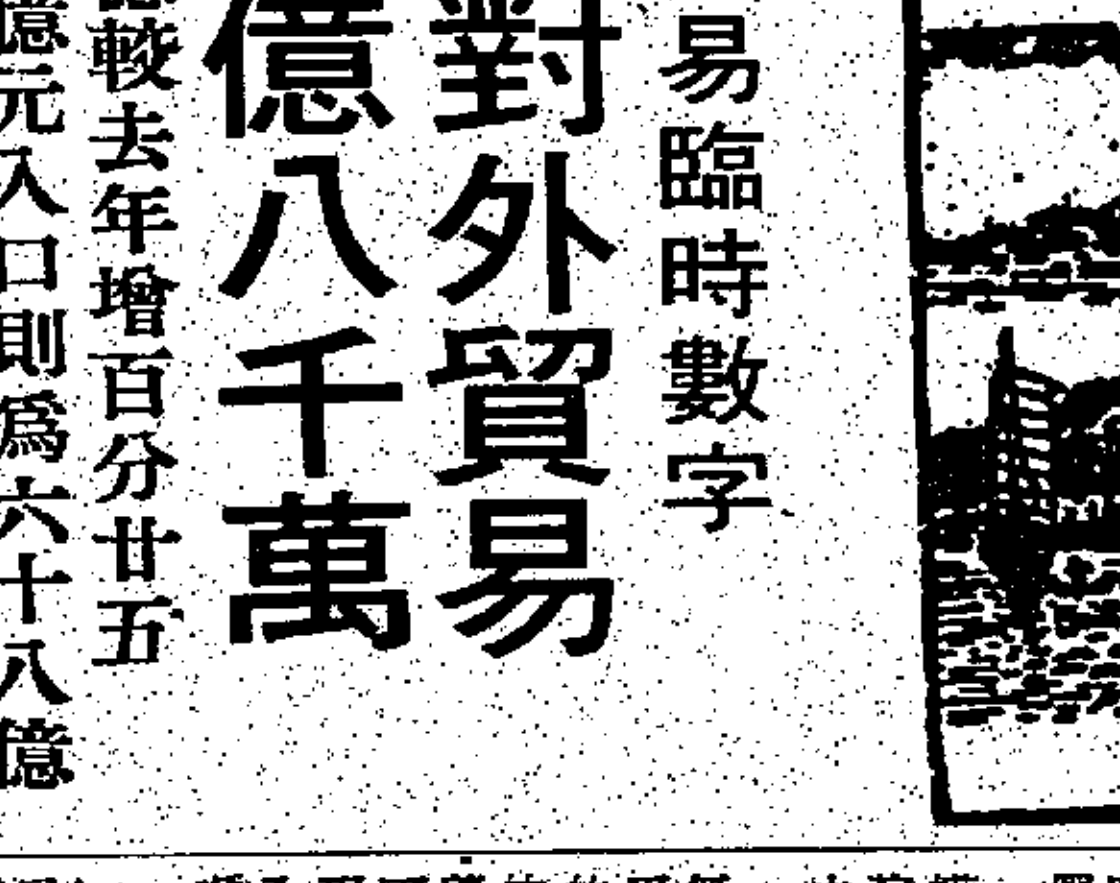 易臨時數字
對外貿易
億八千萬
較去年增百分廿五
億元入口則爲六十八億